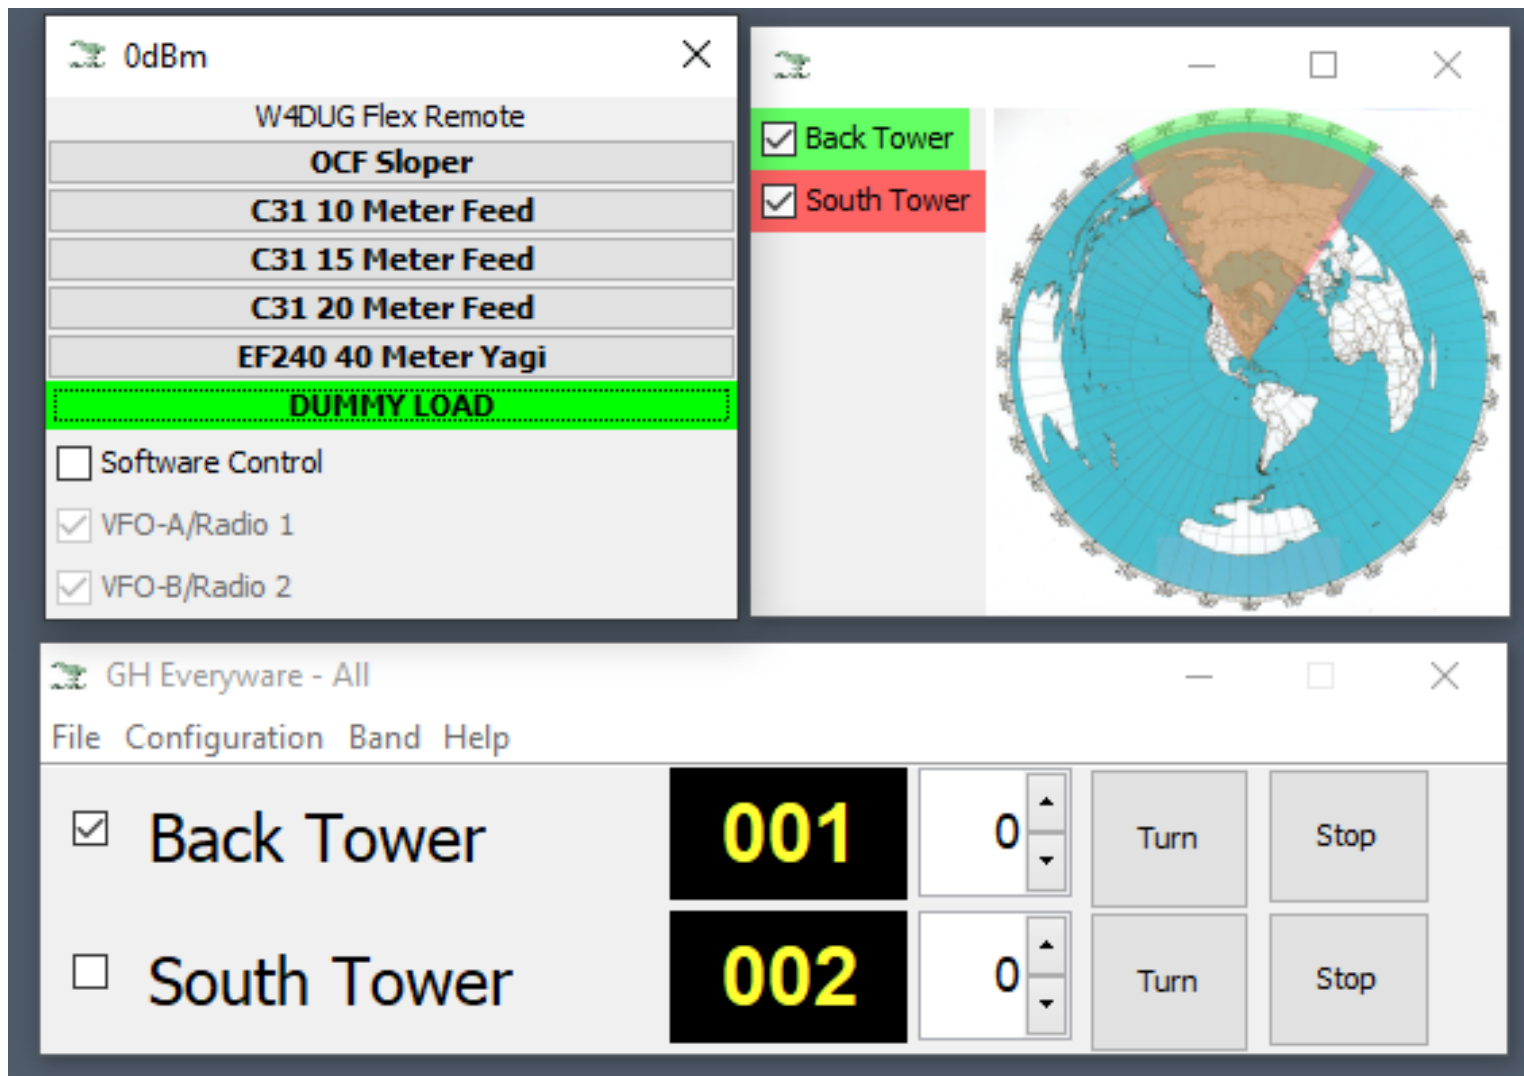 0dBm
W4DUG Flex Remote
OCF Sloper
C31 10 Meter Feed
C31 15 Meter Feed
C31 20 Meter Feed
EF240 40 Meter Yagi
DUMMY LOAD
Software Control
VFO-A/Radio 1
VFO-B/Radio 2
Back Tower
South Tower
GH Everyware - All
File Configuration Band Help
Back Tower 001 0 Turn Stop
South Tower 002 0 Turn Stop